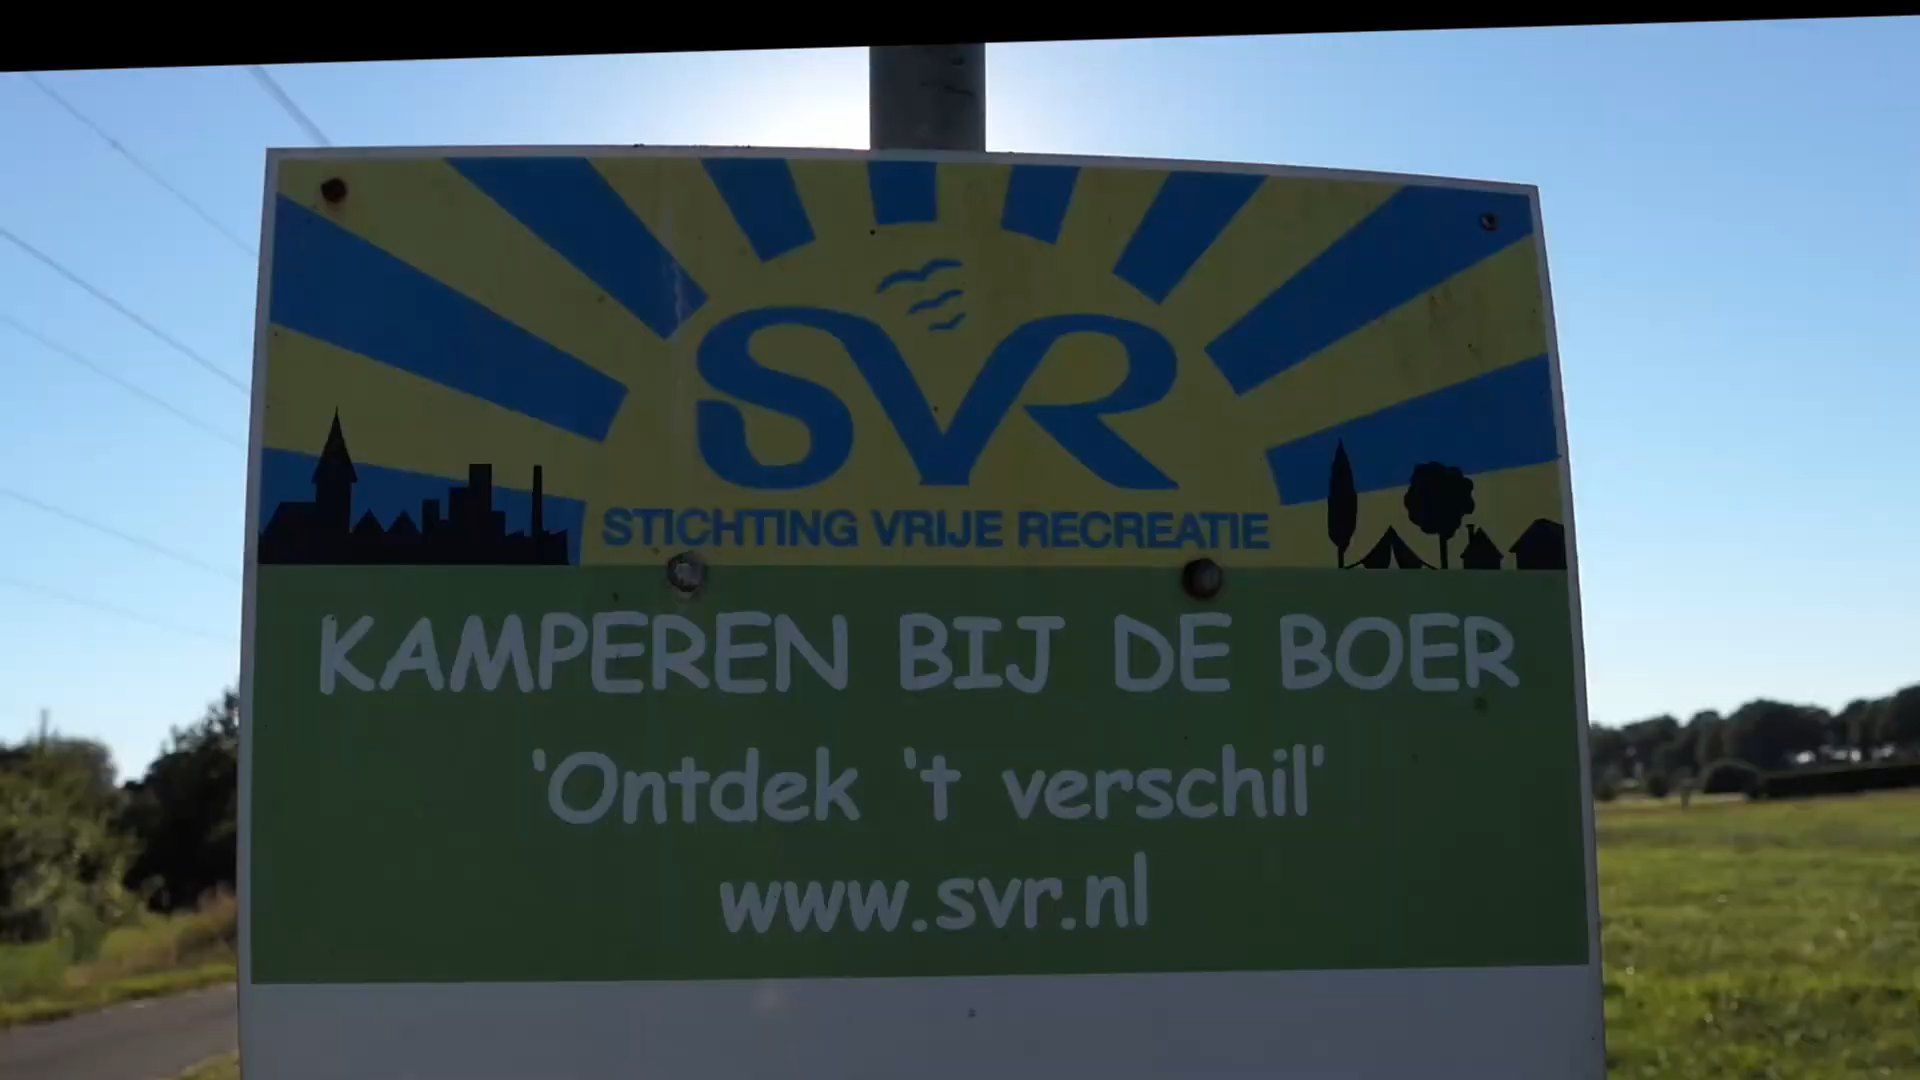 SVR
STICHTING VRIJE RECREATIE
KAMPEREN BIJ DE BOER
'Ontdek 't verschil'
www.svr.nl